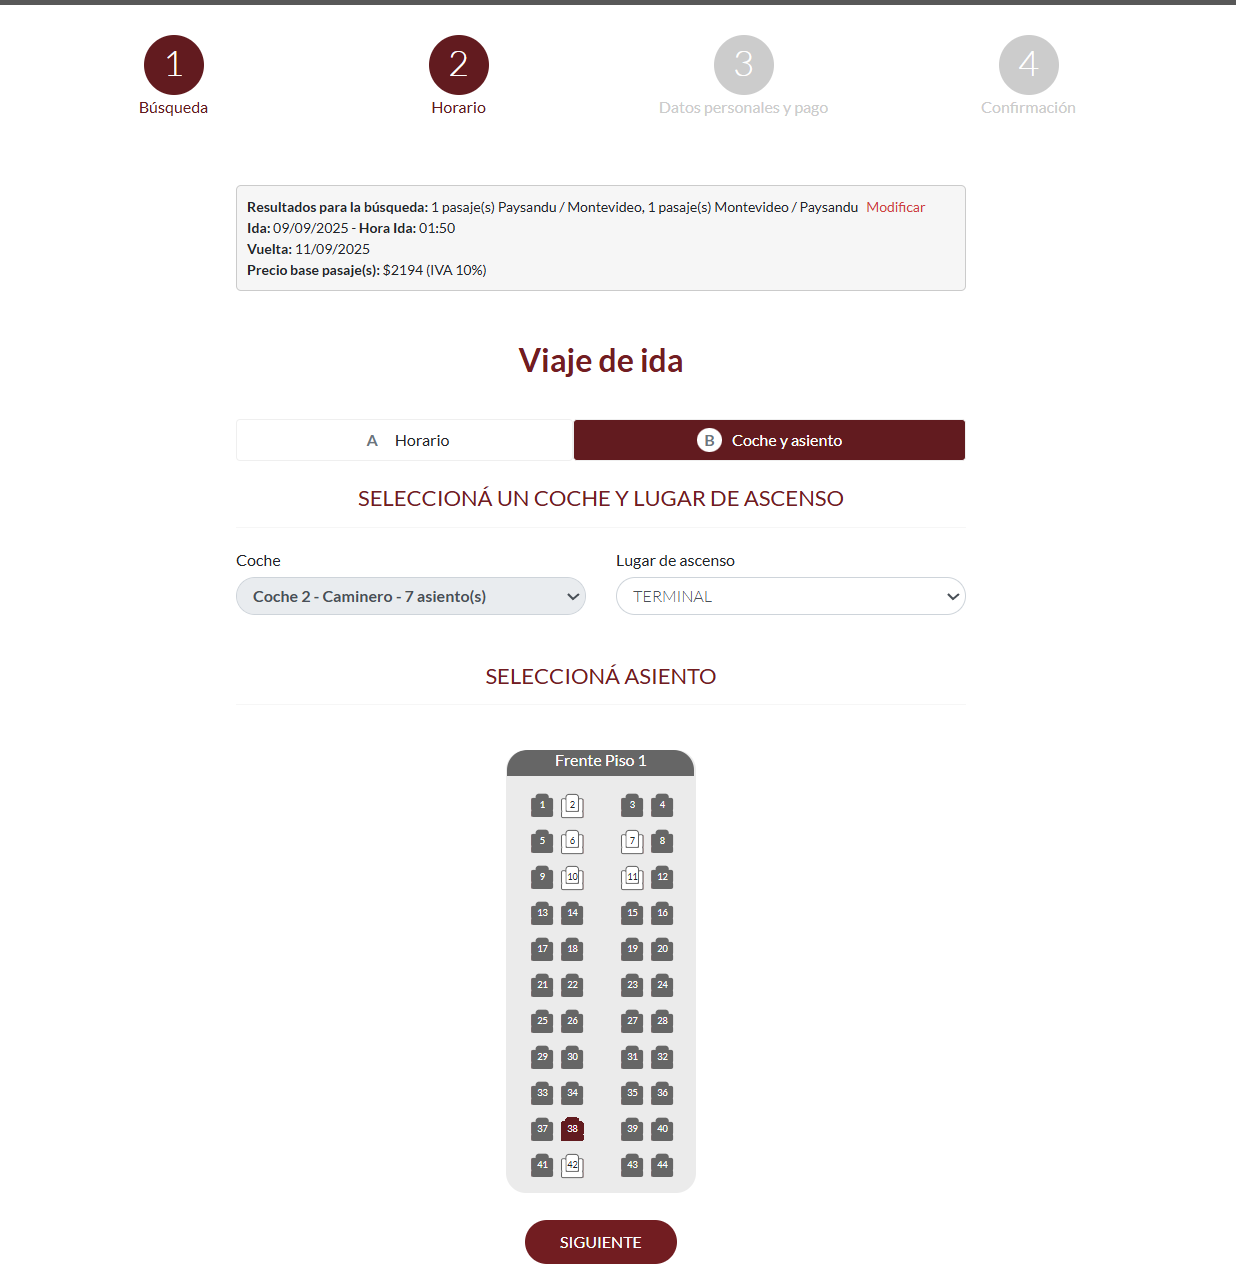 1 2 3 4
Búsqueda Horario Datos personales y pago Confirmación
Resultados para la búsqueda: 1 pasaje(s) Paysandu / Montevideo, 1 pasaje(s) Montevideo / Paysandu Modificar
Ida: 09/09/2025 - Hora Ida: 01:50
Vuelta: 11/09/2025
Precio base pasaje(s): $2194 (IVA 10%)
Viaje de ida
A Horario B Coche y asiento
SELECCIONÁ UN COCHE Y LUGAR DE ASCENSO
Coche Lugar de ascenso
Coche 2 - Caminero - 7 asiento(s) TERMINAL
SELECCIONÁ ASIENTO
Frente Piso 1
1 2 3 4
5 6 7 8
9 10 11 12
13 14 15 16
17 18 19 20
21 22 23 24
25 26 27 28
29 30 31 32
33 34 35 36
37 38 39 40
41 42 43 44
SIGUIENTE